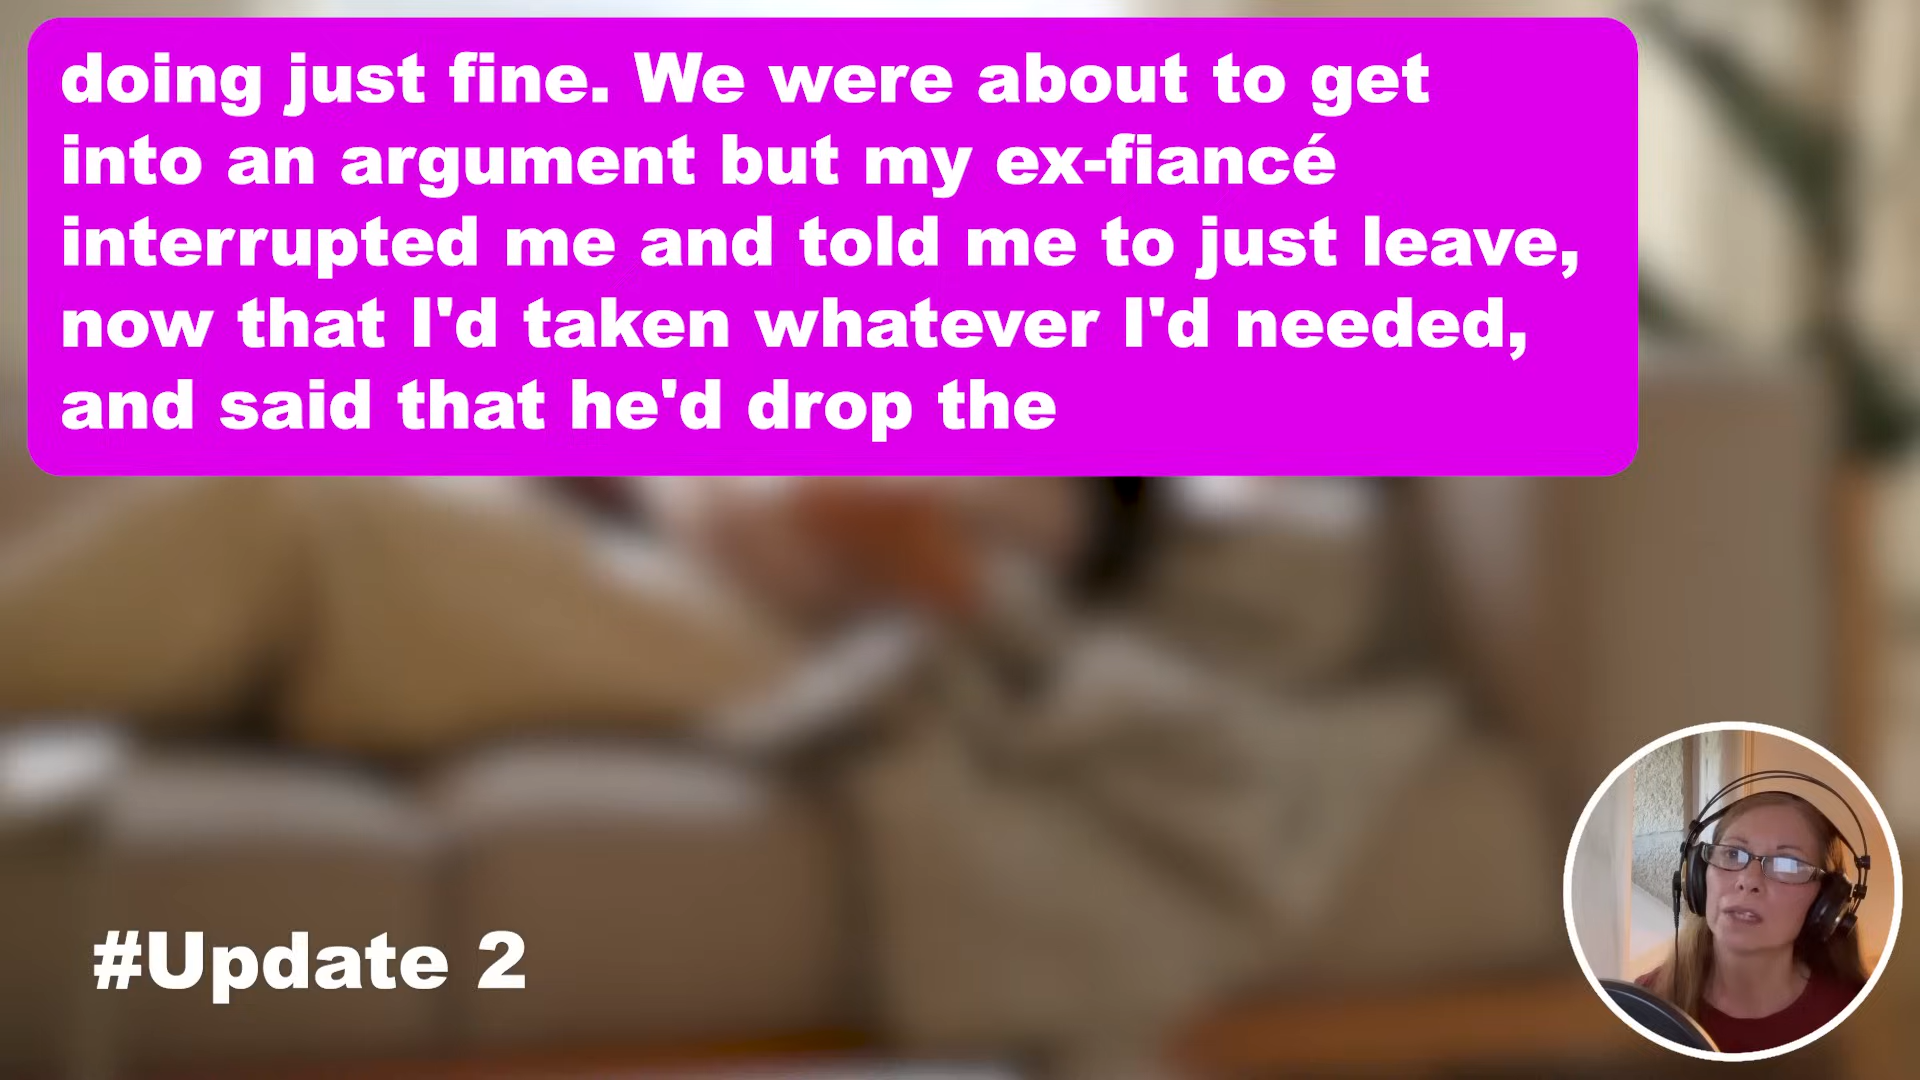 doing just fine. We were about to get
into an argument but my ex-fiancé
interrupted me and told me to just leave,
now that I'd taken whatever I'd needed,
and said that he'd drop the
#Update 2